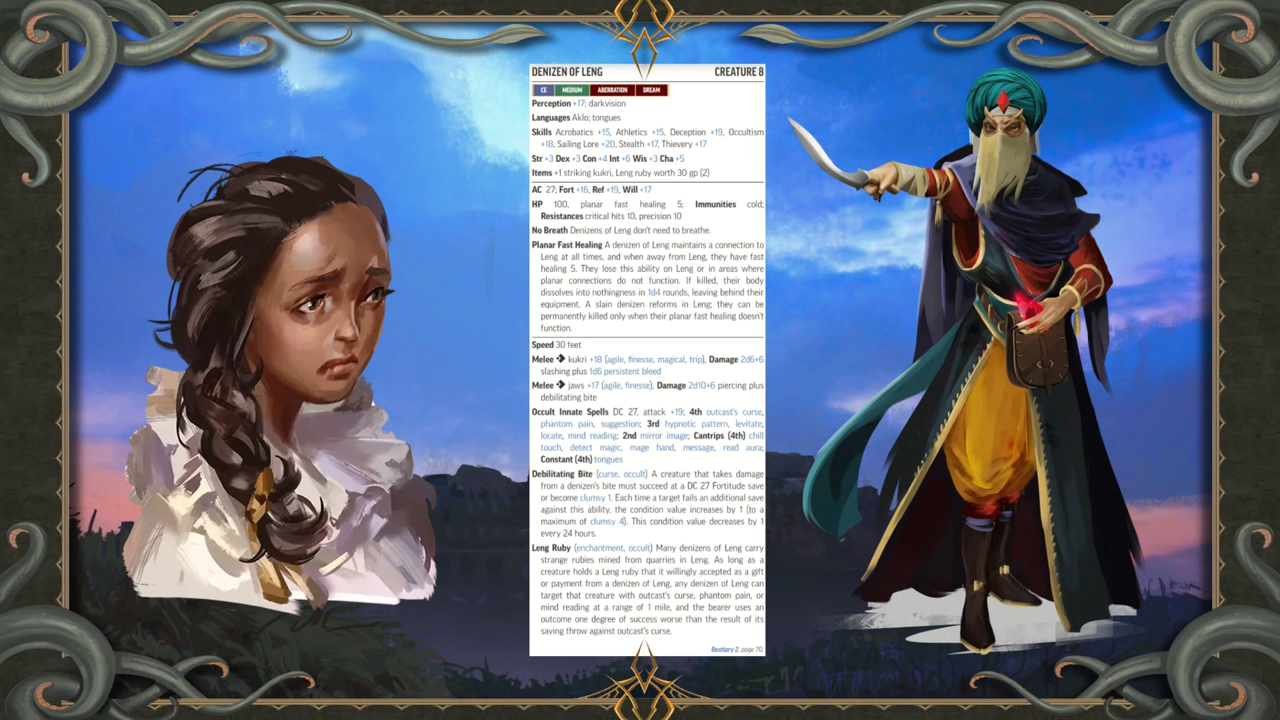 DENIZEN OF LENG CREATURE 8
CE MEDIUM ABERRATION DREAM
Perception +17; darkvision
Languages Aklo; tongues
Skills Acrobatics +15, Athletics +15, Deception +19, Occultism
+18, Sailing Lore +20, Stealth +17, Thievery +17
Str +3 Dex +3 Con +4 Int +6 Wis +3 Cha +5
Items +1 striking kukri, Leng ruby worth 30 gp (2)
AC 27; Fort +16, Ref +19, Will +17
HP 100, planar fast healing 5; Immunities cold;
Resistances critical hits 10, precision 10
No Breath Denizens of Leng don't need to breathe.
Planar Fast Healing A denizen of Leng maintains a connection to
Leng at all times, and when away from Leng, they have fast
healing 5. They lose this ability on Leng or in areas where
planar connections do not function. If killed, their body
dissolves into nothingness in 1d4 rounds, leaving behind their
equipment. A slain denizen reforms in Leng; they can be
permanently killed only when their planar fast healing doesn't
function.
Speed 30 feet
Melee kukri +18 (agile, finesse, magical, trip), Damage 2d6+6
slashing plus 1d6 persistent bleed
Melee jaws +17 (agile, finesse), Damage 2d10+6 piercing plus
debilitating bite
Occult Innate Spells DC 27, attack +19; 4th outcast's curse,
phantom pain, suggestion; 3rd hypnotic pattern, levitate,
locate, mind reading; 2nd mirror image; Cantrips (4th) chill
touch, detect magic, mage hand, message, read aura;
Constant (4th) tongues
Debilitating Bite (curse, occult) A creature that takes damage
from a denizen's bite must succeed at a DC 27 Fortitude save
or become clumsy 1. Each time a target fails an additional save
against this ability, the condition value increases by 1 (to a
maximum of clumsy 4). This condition value decreases by 1
every 24 hours.
Leng Ruby (enchantment, occult) Many denizens of Leng carry
strange rubies mined from quarries in Leng. As long as a
creature holds a Leng ruby that it willingly accepted as a gift
or payment from a denizen of Leng, any denizen of Leng can
target that creature with outcast's curse, phantom pain, or
mind reading at a range of 1 mile, and the bearer uses an
outcome one degree of success worse than the result of its
saving throw against outcast's curse.
Bestiary 2, page 70